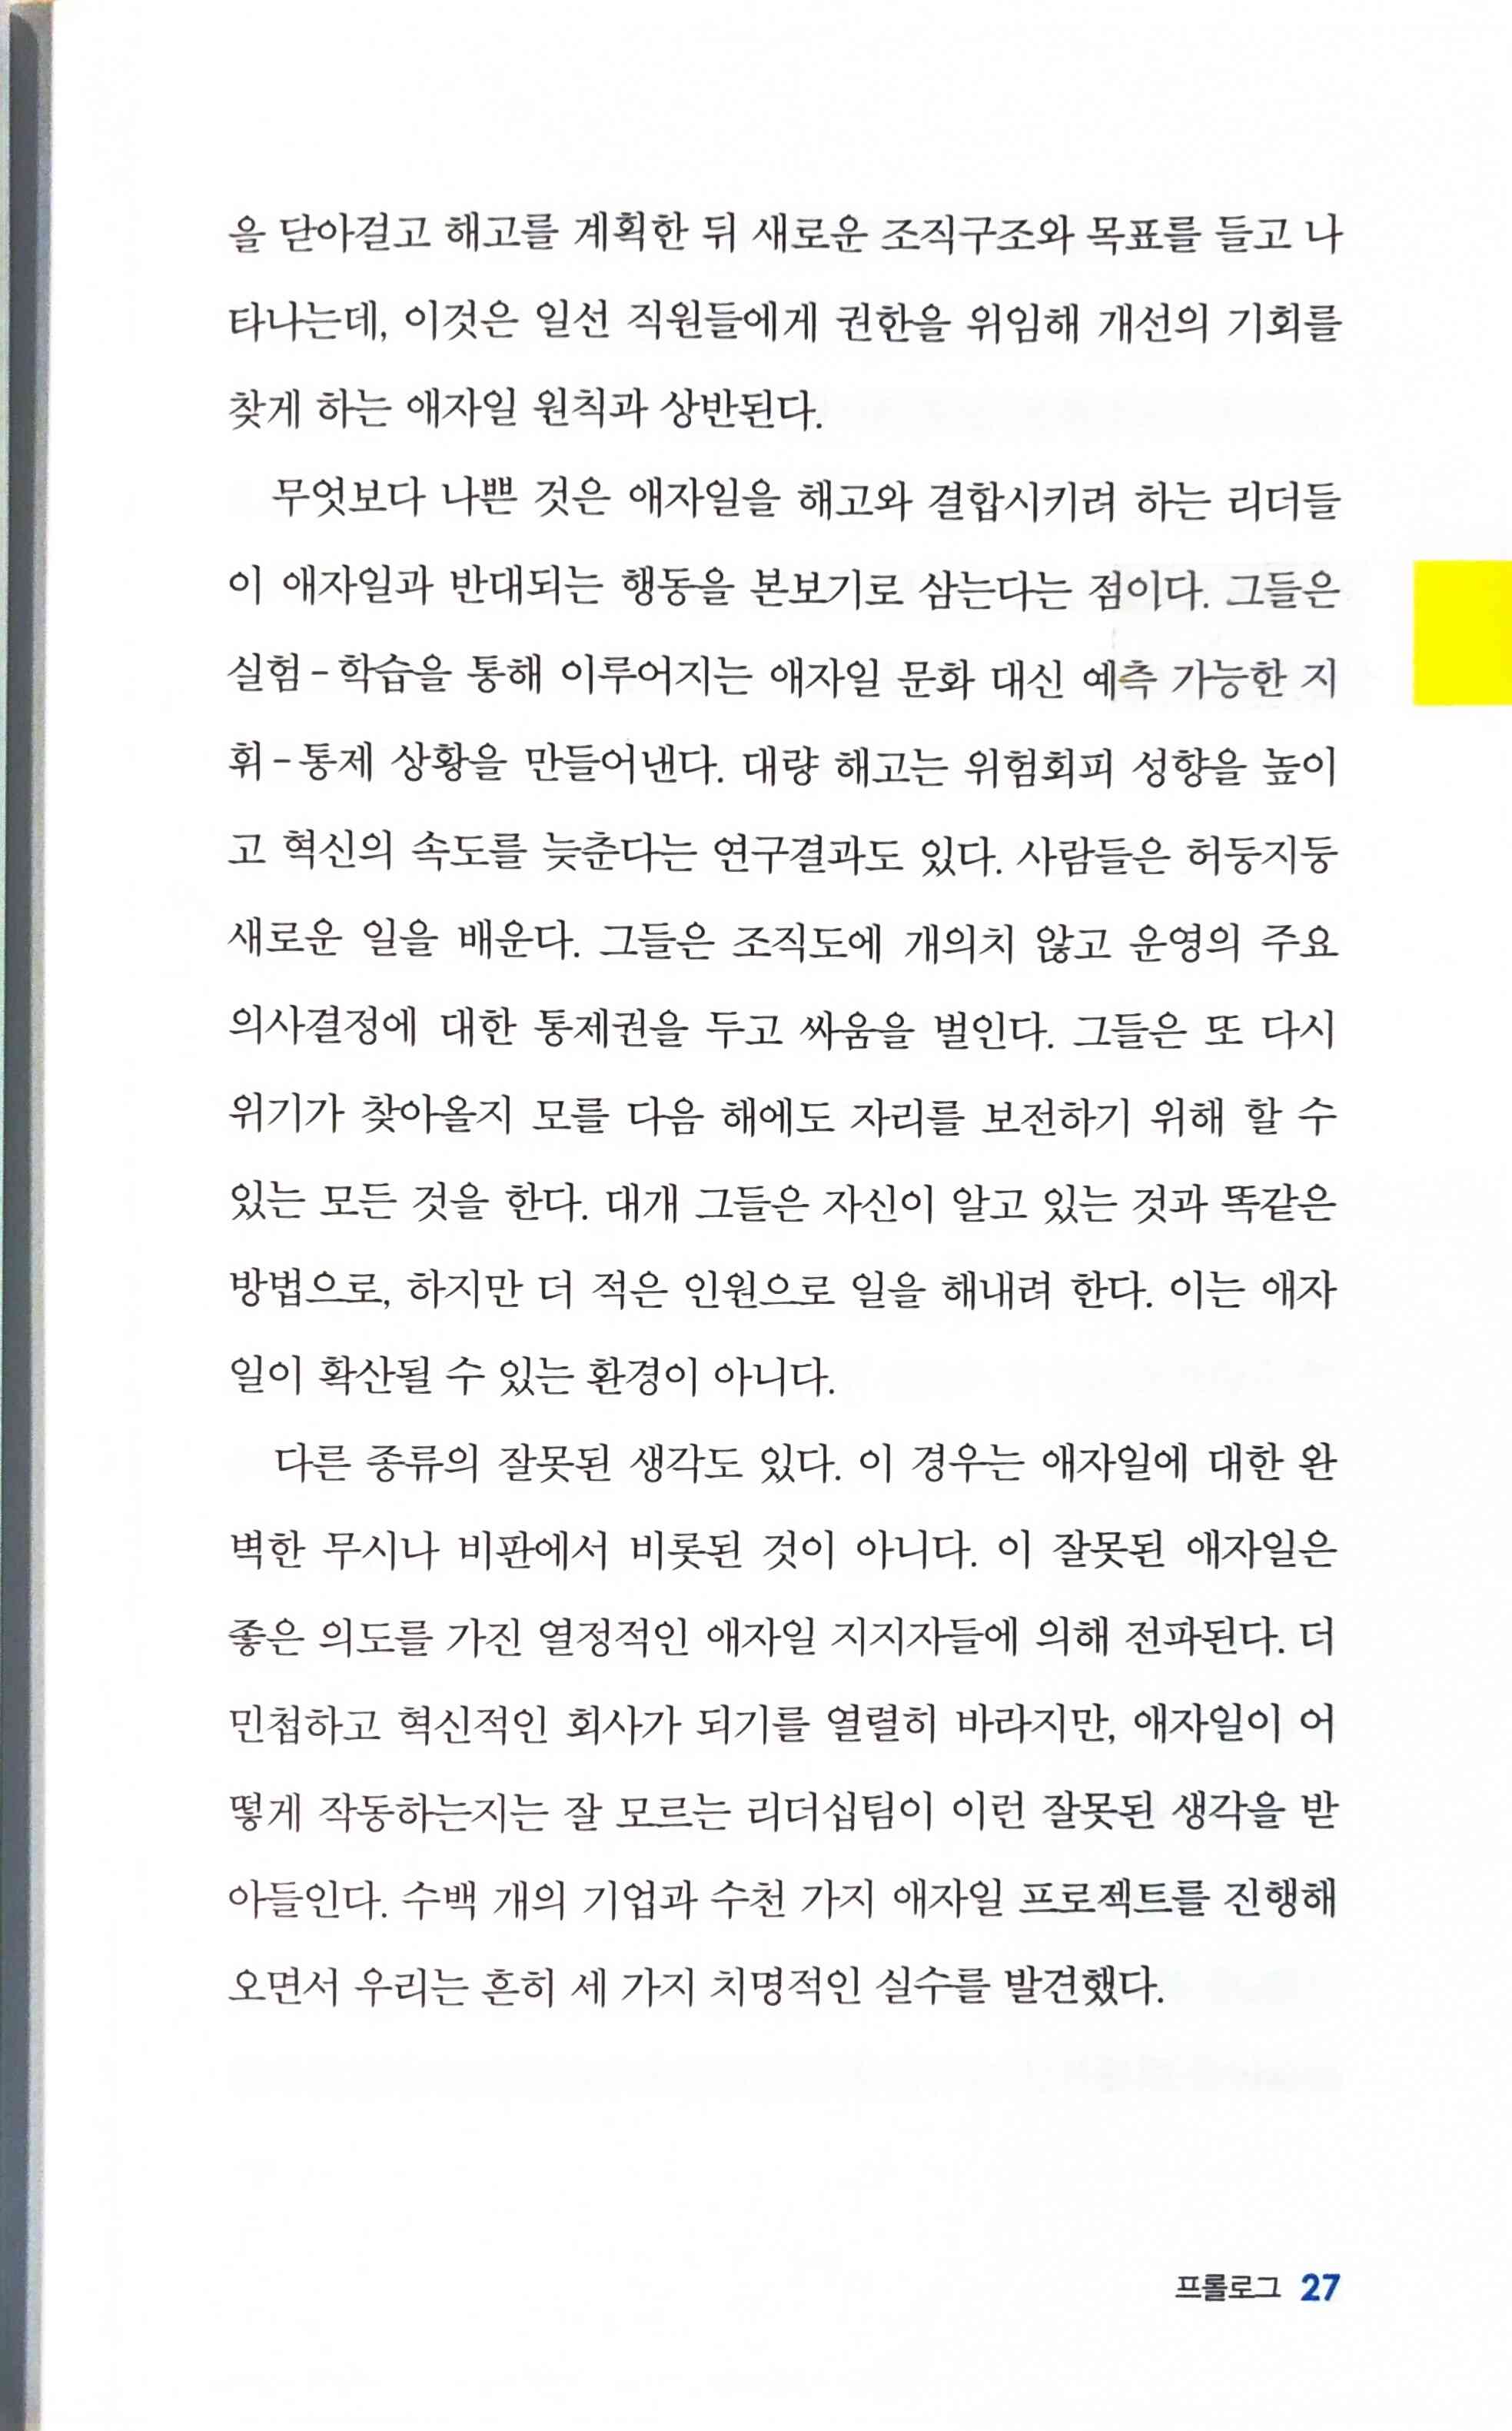 을 닫아걸고 해고를 계획한 뒤 새로운 조직구조와 목표를 들고 나
타나는데, 이것은 일선 직원들에게 권한을 위임해 개선의 기회를
찾게 하는 애자일 원칙과 상반된다.
무엇보다 나쁜 것은 애자일을 해고와 결합시키려 하는 리더들
이 애자일과 반대되는 행동을 본보기로 삼는다는 점이다. 그들은
실험-학습을 통해 이루어지는 애자일 문화 대신 예측 가능한 지
휘-통제 상황을 만들어낸다. 대량 해고는 위험회피 성향을 높이
고 혁신의 속도를 늦춘다는 연구결과도 있다. 사람들은 허둥지둥
새로운 일을 배운다. 그들은 조직도에 개의치 않고 운영의 주요
의사결정에 대한 통제권을 두고 싸움을 벌인다. 그들은 또 다시
위기가 찾아올지 모를 다음 해에도 자리를 보전하기 위해 할 수
있는 모든 것을 한다. 대개 그들은 자신이 알고 있는 것과 똑같은
방법으로, 하지만 더 적은 인원으로 일을 해내려 한다. 이는 애자
일이 확산될 수 있는 환경이 아니다.
다른 종류의 잘못된 생각도 있다. 이 경우는 애자일에 대한 완
벽한 무시나 비판에서 비롯된 것이 아니다. 이 잘못된 애자일은
좋은 의도를 가진 열정적인 애자일 지지자들에 의해 전파된다. 더
민첩하고 혁신적인 회사가 되기를 열렬히 바라지만, 애자일이 어
떻게 작동하는지는 잘 모르는 리더십팀이 이런 잘못된 생각을 받
아들인다. 수백 개의 기업과 수천 가지 애자일 프로젝트를 진행해
오면서 우리는 흔히 세 가지 치명적인 실수를 발견했다.
프롤로그 27